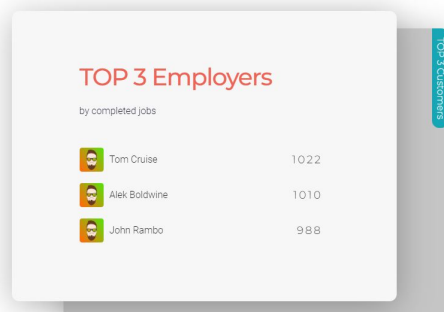 TOP 3 Employers
by completed jobs
Tom Cruise 1022
Alek Boldwine 1010
John Rambo 988
TOP 3 Customers